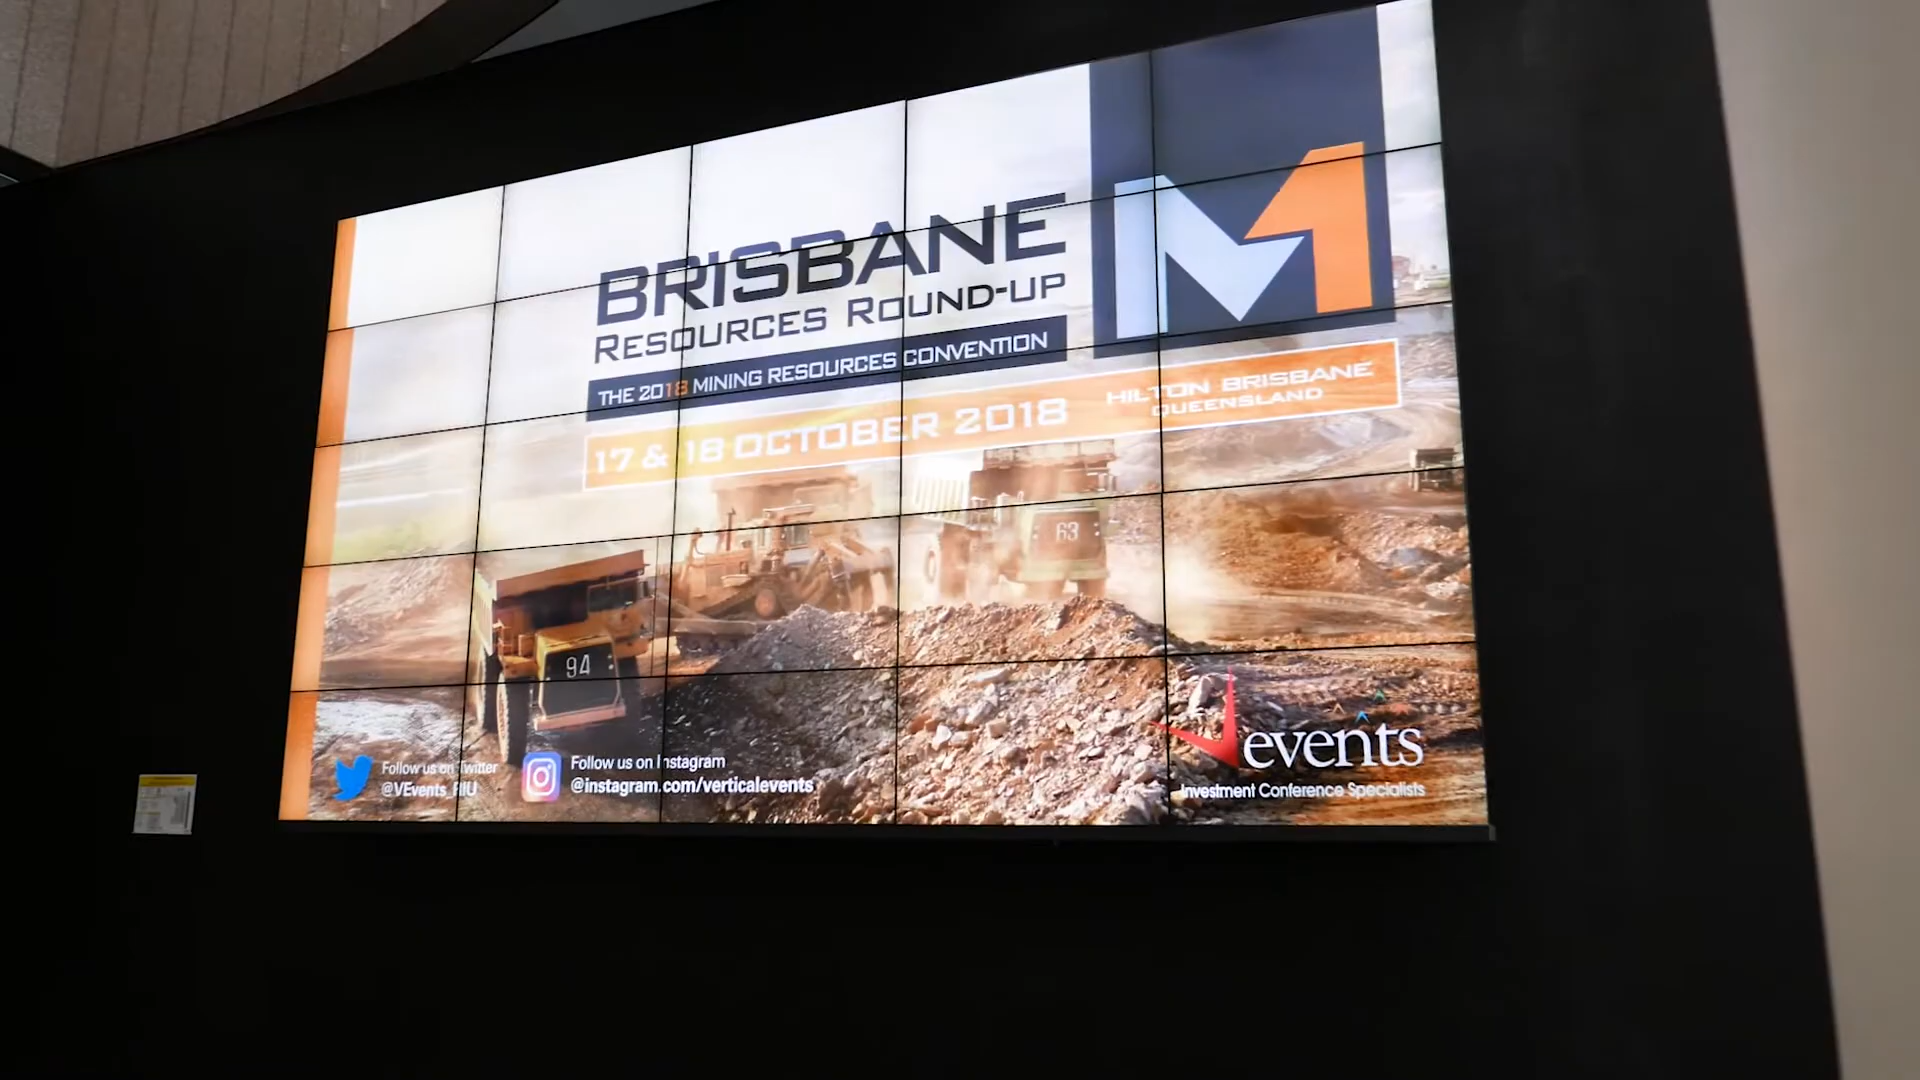 BRISBANE
RESOURCES ROUND-UP
THE 2018 MINING RESOURCES CONVENTION
17 & 18 OCTOBER 2018
HILTON BRISBANE
QUEENSLAND
M1
63
94
Follow us on Twitter
@VEvents_RIU
Follow us on Instagram
@instagram.com/verticalevents
events
Investment Conference Specialists